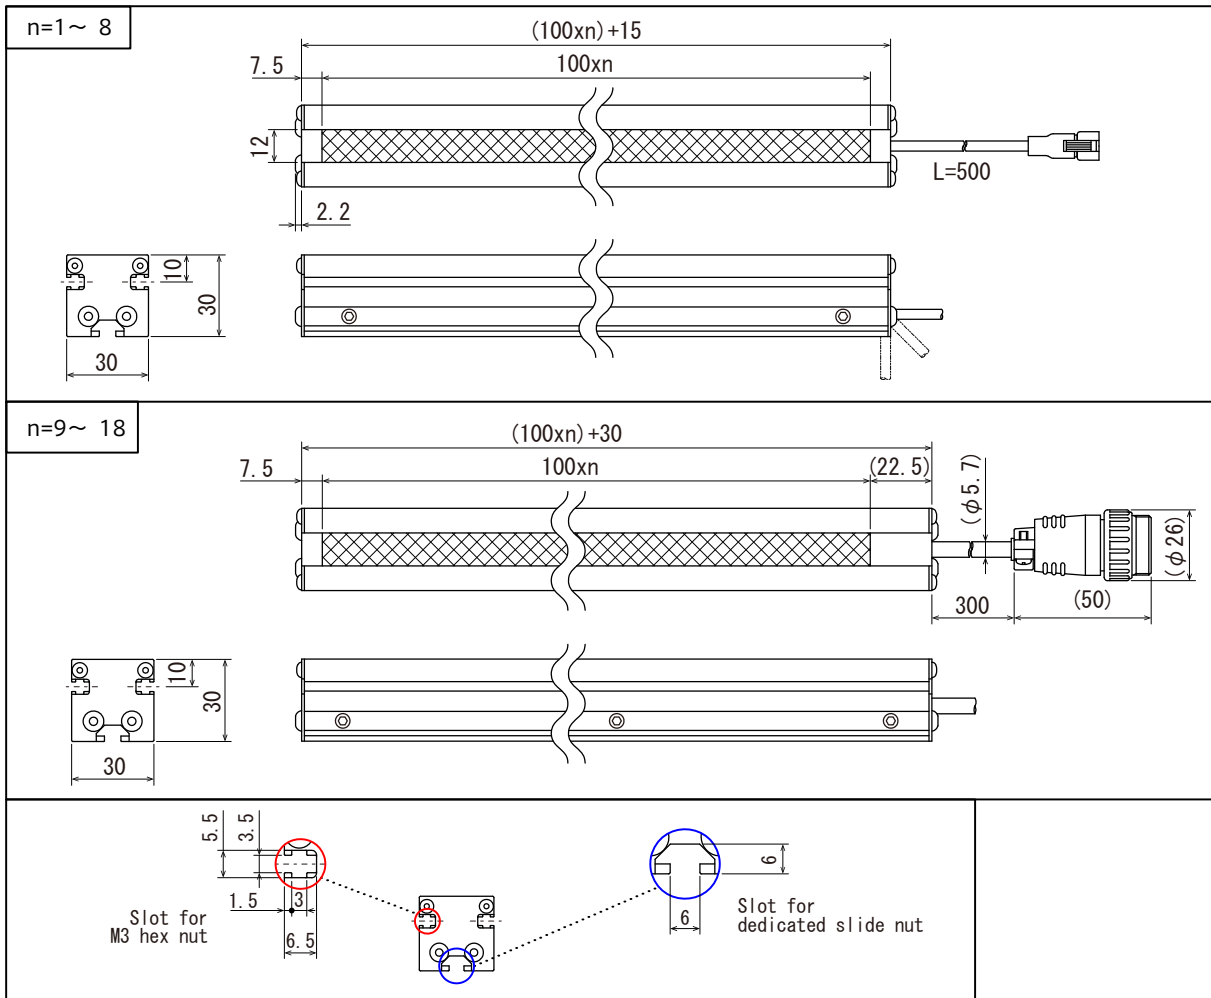 n=1～ 8
(100xn)+15
7.5
100xn
12
L=500
2.2
10
30
30
n=9～ 18
(100xn)+30
7.5
100xn
(22.5)
(φ5.7)
(φ26)
300
(50)
10
30
30
5.5
3.5
1.5
3
6.5
Slot for
M3 hex nut
6
6
Slot for
dedicated slide nut